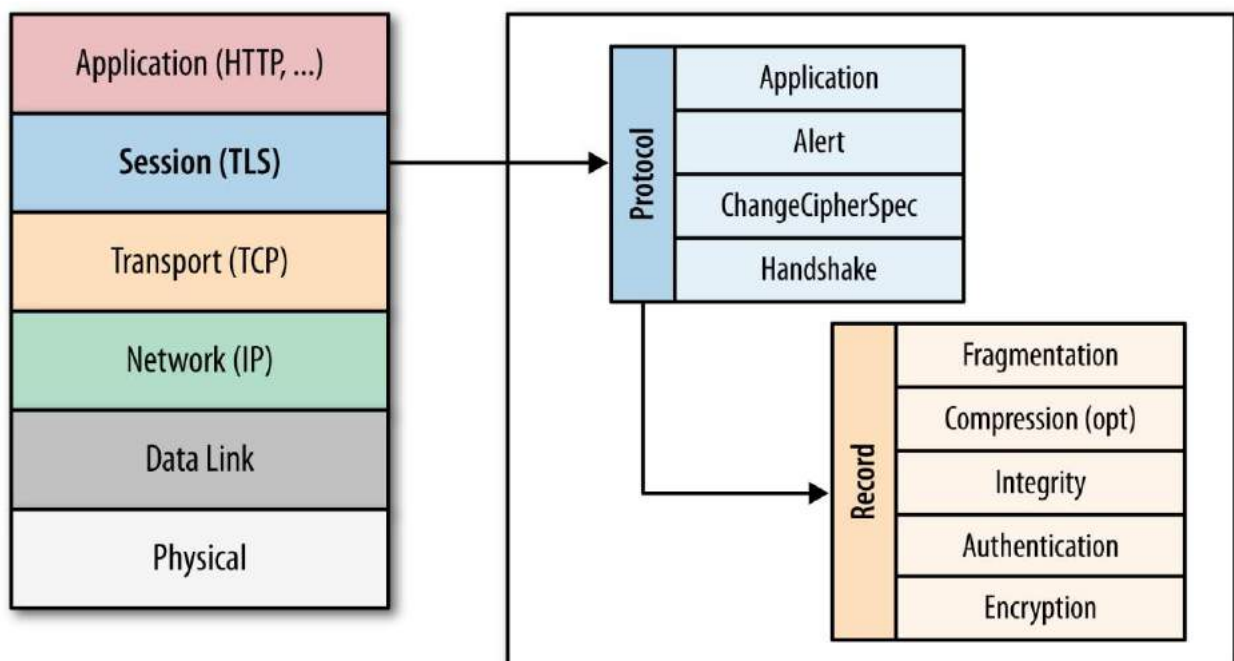 Application (HTTP, ...)
Session (TLS)
Transport (TCP)
Network (IP)
Data Link
Physical
Protocol
Application
Alert
ChangeCipherSpec
Handshake
Record
Fragmentation
Compression (opt)
Integrity
Authentication
Encryption